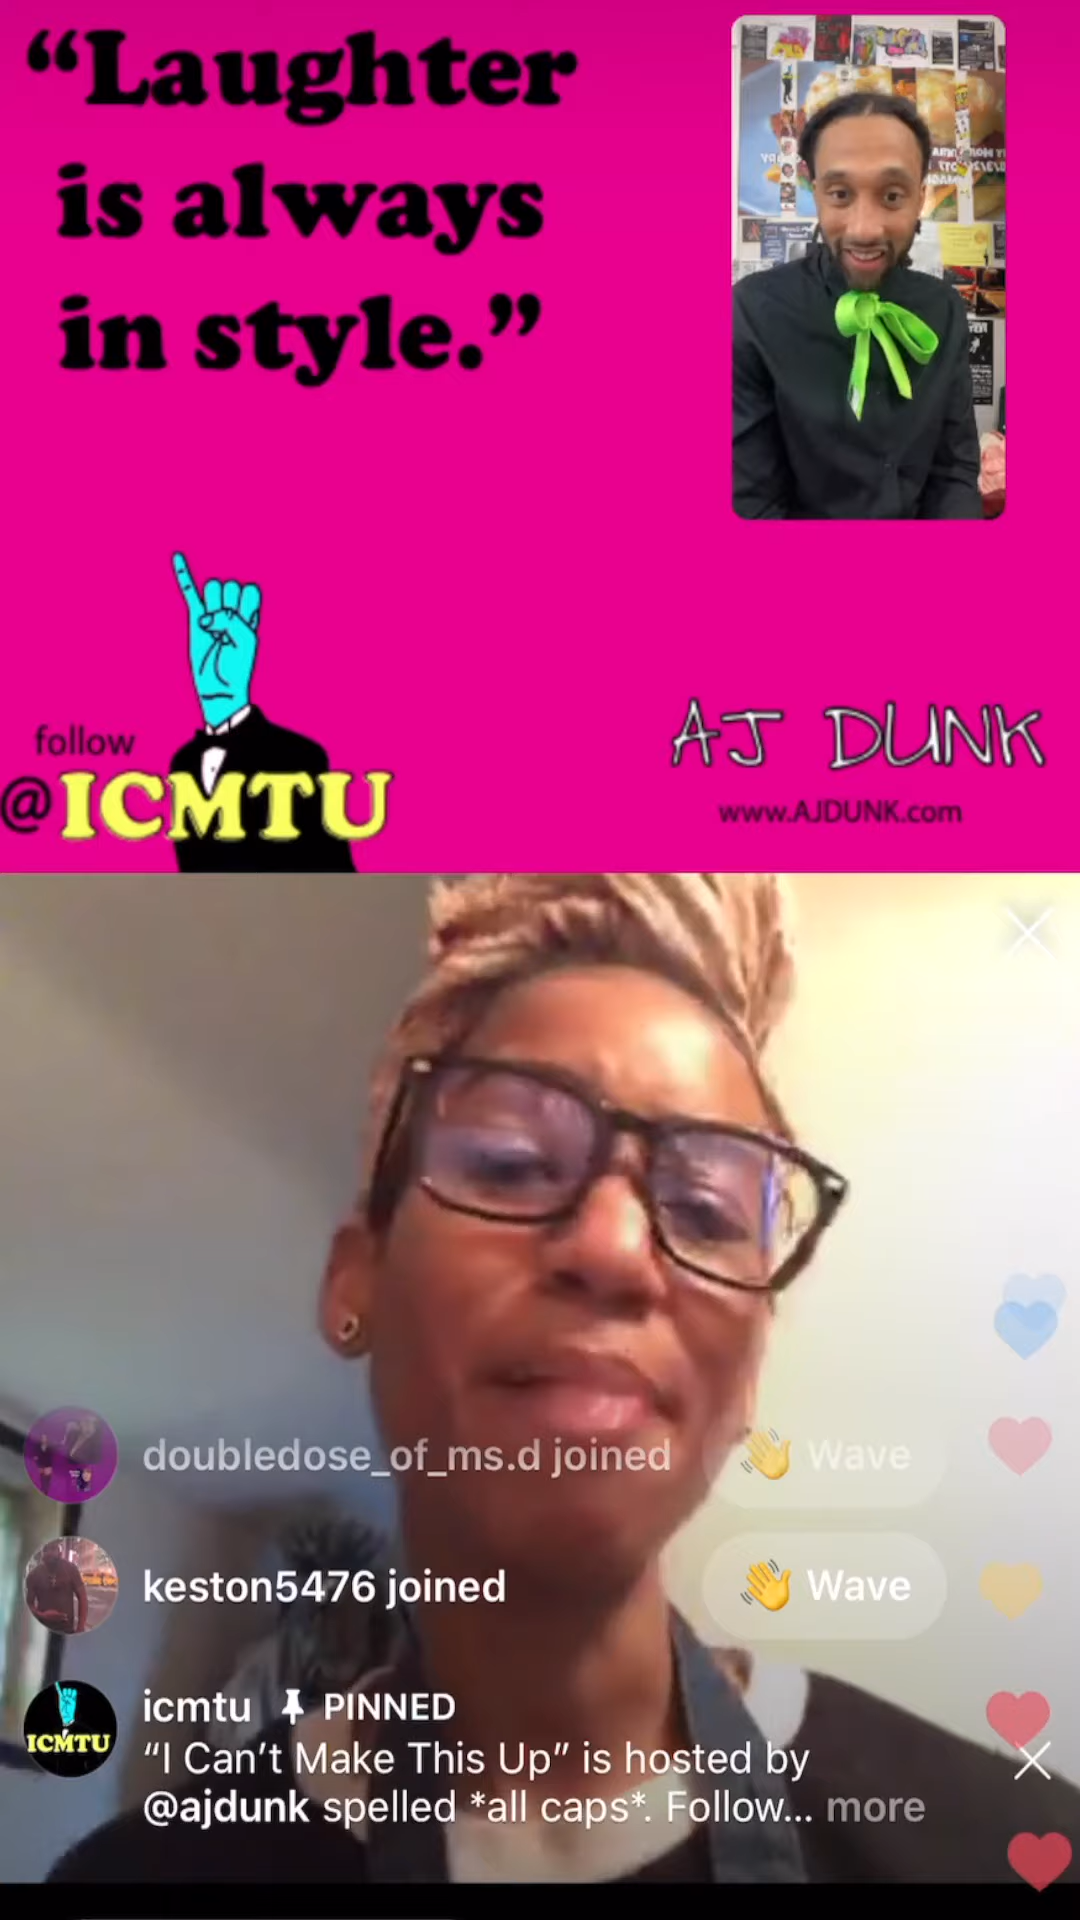 “Laughter
is always
in style.”
follow
@ICMTU
AJ DUNK
www.AJDUNK.com
doubledose_of_ms.d joined
Wave
keston5476 joined
Wave
icmtu PINNED
“I Can’t Make This Up” is hosted by
@ajdunk spelled *all caps*. Follow... more
ICMTU